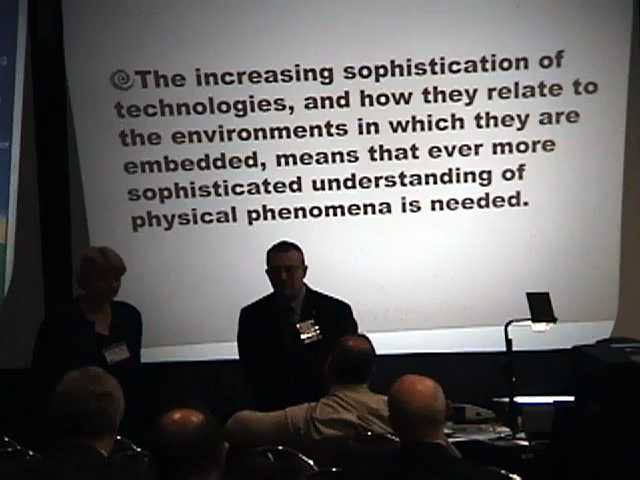 The increasing sophistication of
technologies, and how they relate to
the environments in which they are
embedded, means that ever more
sophisticated understanding of
physical phenomena is needed.